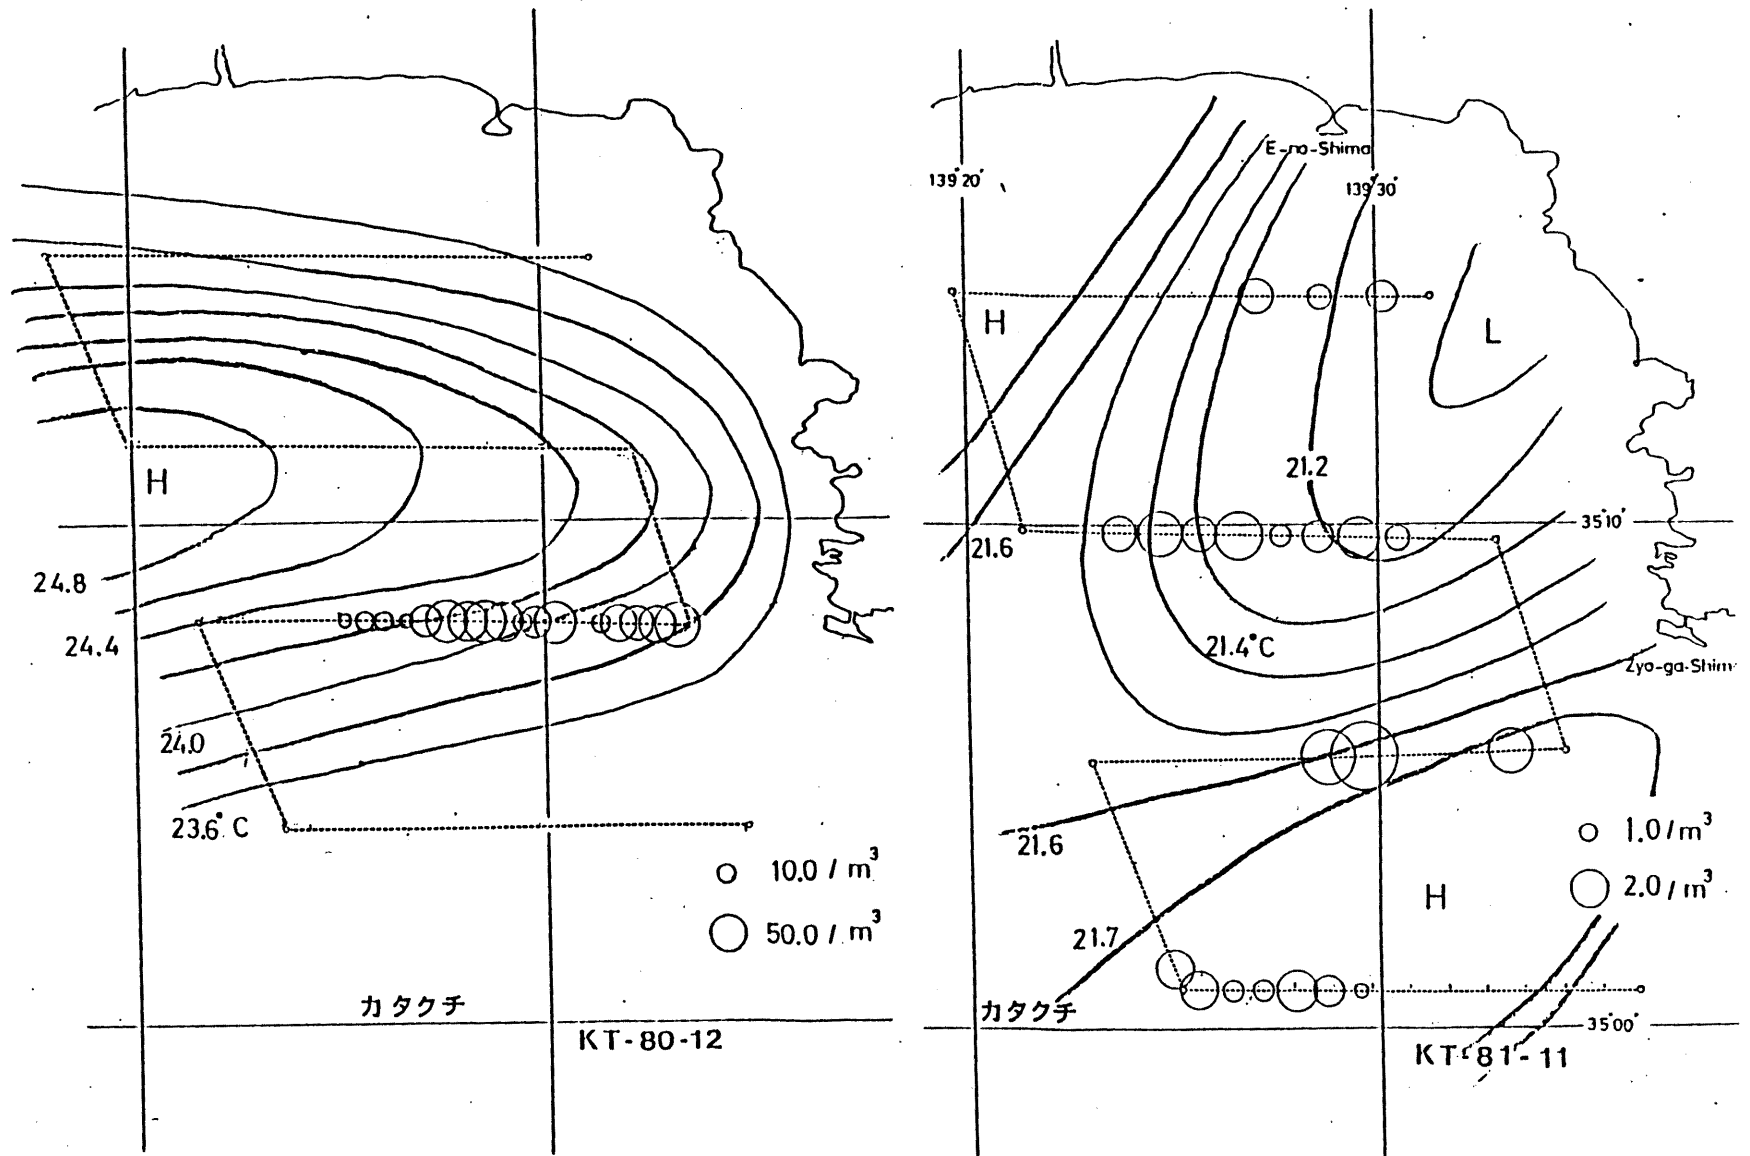 H
24.8
24.4
24.0
23.6°C
10.0 / m³
50.0 / m³
カタクチ
KT-80-12
E-no-Shima
139°20'
139°30'
H
L
21.2
35°10'
21.6
21.4°C
Zyo-ga-Shim
21.6
1.0 / m³
2.0 / m³
H
21.7
カタクチ
35°00'
KT-81-11